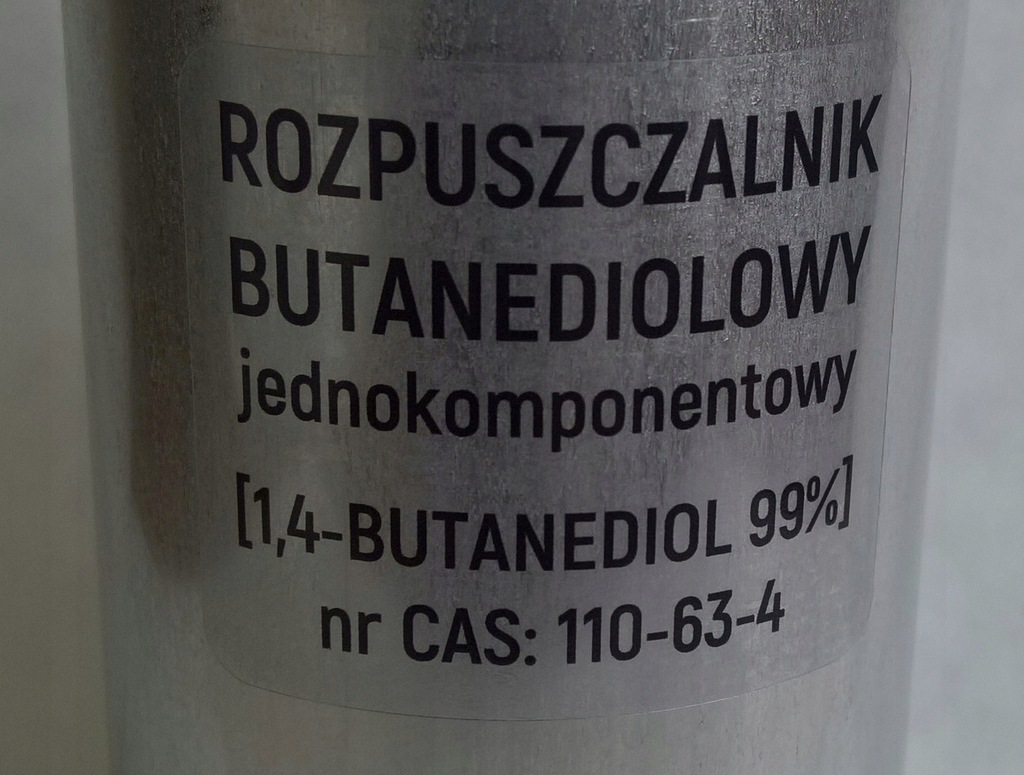 ROZPUSZCZALNIK
BUTANEDIOLOWY
jednokomponentowy
[1,4-BUTANEDIOL 99%]
nr CAS: 110-63-4